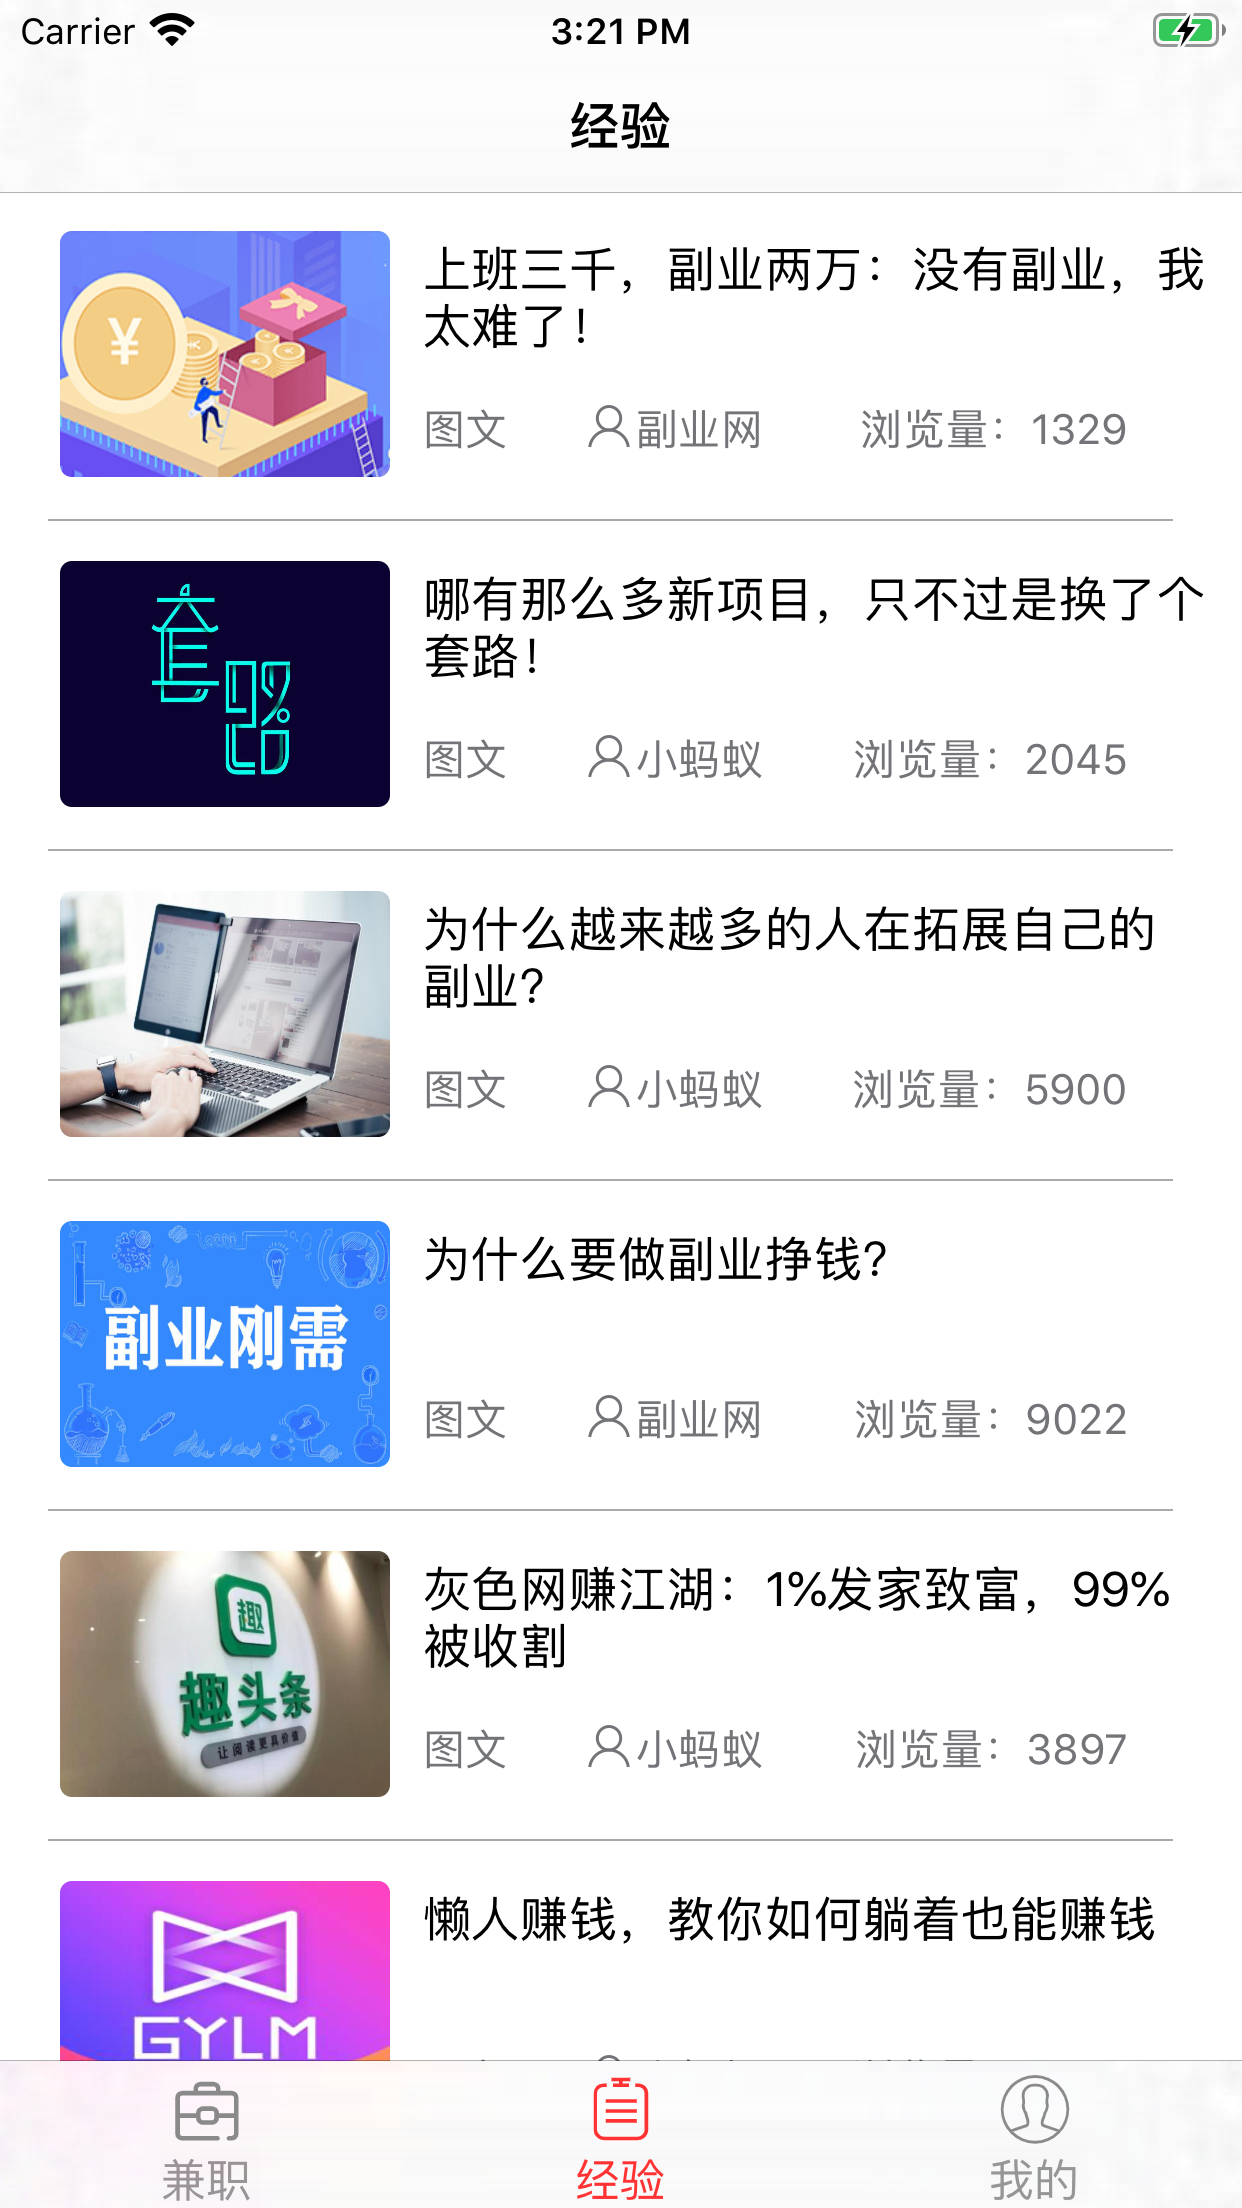 Carrier
3:21 PM
经验
¥
上班三千，副业两万：没有副业，我
太难了！
图文
副业网
浏览量：1329
套路
哪有那么多新项目，只不过是换了个
套路！
图文
小蚂蚁
浏览量：2045
为什么越来越多的人在拓展自己的
副业?
图文
小蚂蚁
浏览量：5900
副业刚需
为什么要做副业挣钱?
图文
副业网
浏览量：9022
趣
趣头条
让阅读更具价值
灰色网赚江湖：1%发家致富，99%
被收割
图文
小蚂蚁
浏览量：3897
GYLM
懒人赚钱，教你如何躺着也能赚钱
兼职
经验
我的